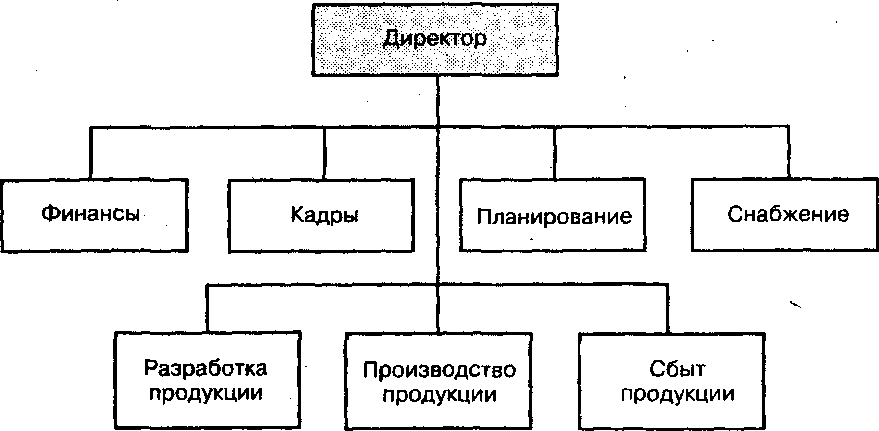 Директор
Финансы
Кадры
Планирование
Снабжение
Разработка
продукции
Производство
продукции
Сбыт
продукции